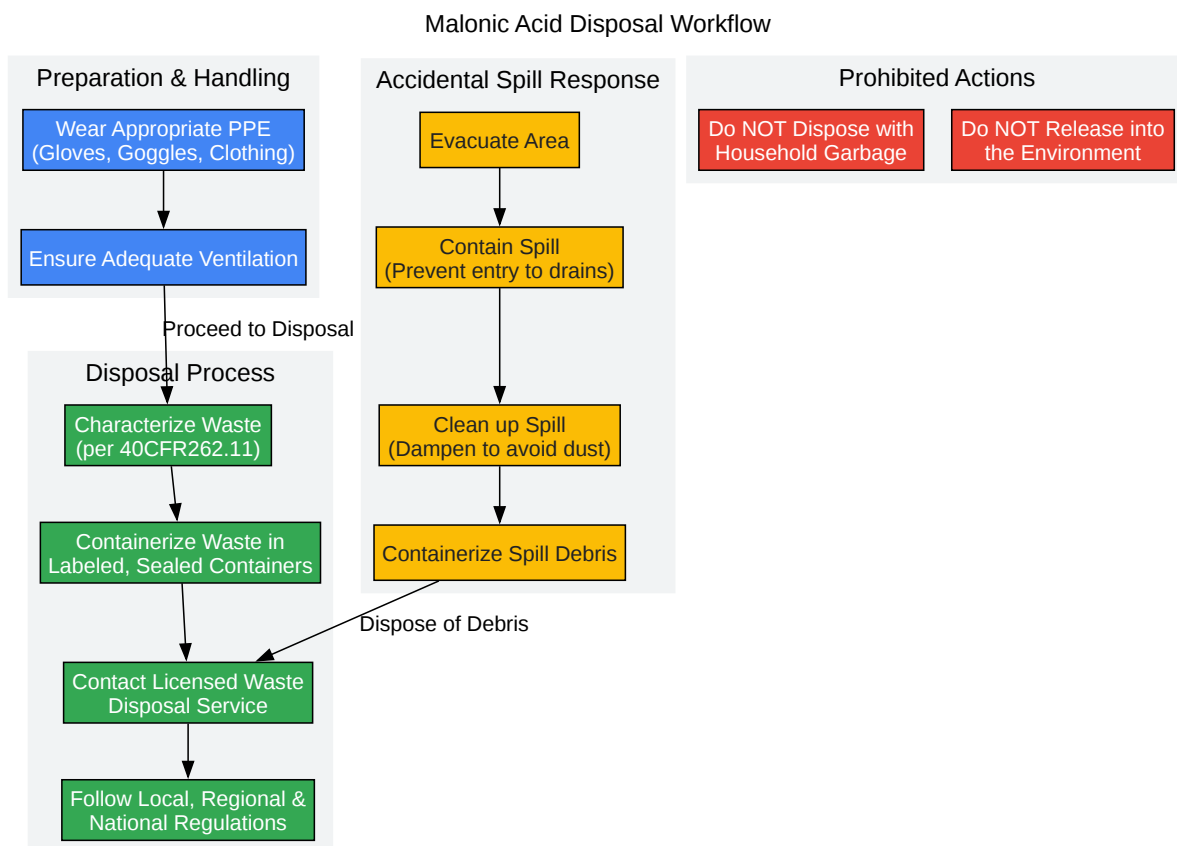 Malonic Acid Disposal Workflow
Preparation & Handling
Wear Appropriate PPE
(Gloves, Goggles, Clothing)
Ensure Adequate Ventilation
Proceed to Disposal
Disposal Process
Characterize Waste
(per 40CFR262.11)
Containerize Waste in
Labeled, Sealed Containers
Contact Licensed Waste
Disposal Service
Follow Local, Regional &
National Regulations
Accidental Spill Response
Evacuate Area
Contain Spill
(Prevent entry to drains)
Clean up Spill
(Dampen to avoid dust)
Containerize Spill Debris
Dispose of Debris
Prohibited Actions
Do NOT Dispose with
Household Garbage
Do NOT Release into
the Environment